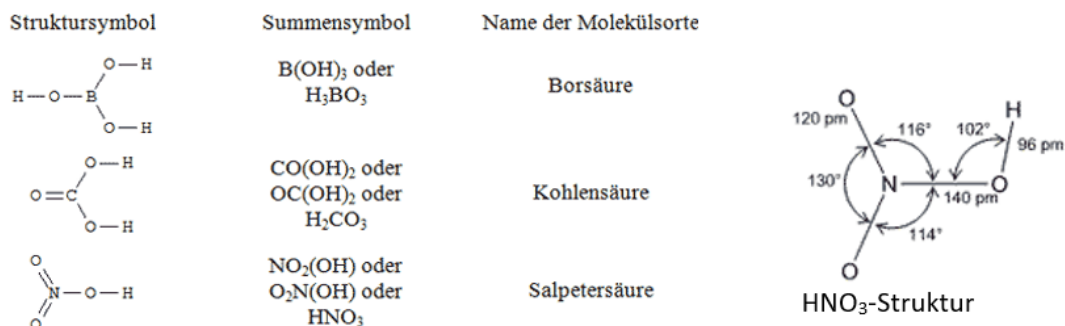 Struktursymbol Summensymbol Name der Molekülsorte
O—H
H—O—B
O—H
B(OH)₃ oder
H₃BO₃
Borsäure
O—H
O=C
O—H
CO(OH)₂ oder
OC(OH)₂ oder
H₂CO₃
Kohlensäure
O
N—O—H
O
NO₂(OH) oder
O₂N(OH) oder
HNO₃
Salpetersäure
O H
120 pm 116° 102° 96 pm
130° N O
140 pm
114°
O
HNO₃-Struktur